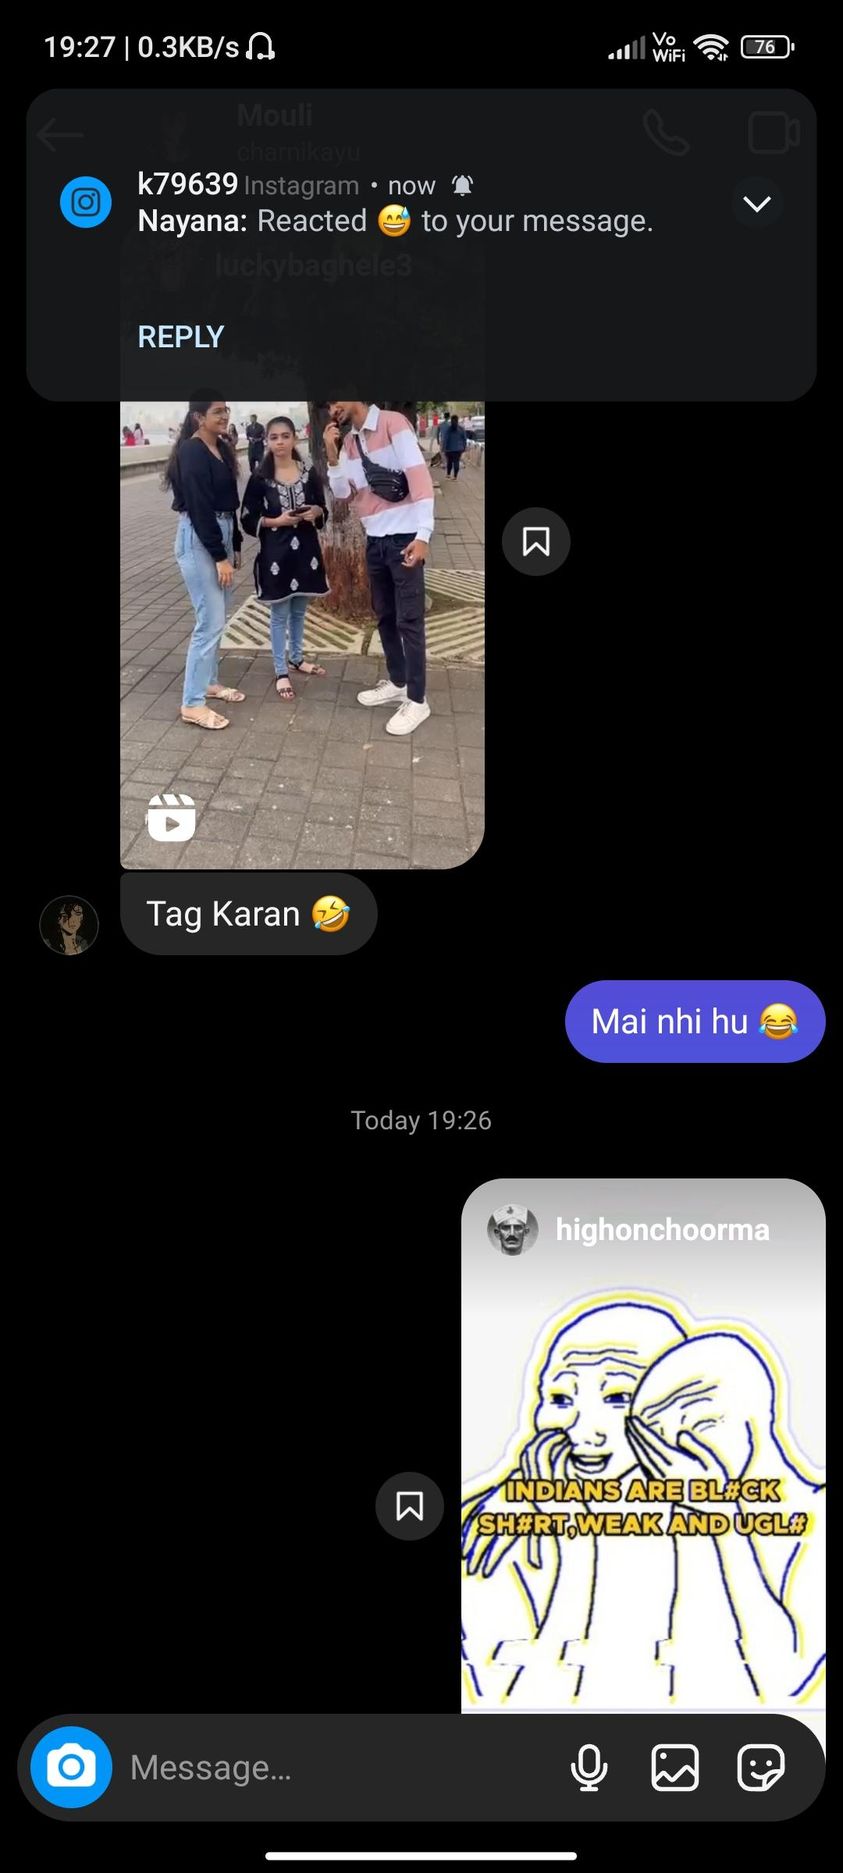 19:27 | 0.3KB/s
Vo
WiFi
76
Mouli
charnikayu
k79639 Instagram • now
Nayana: Reacted 😅 to your message.
luckybaghele3
REPLY
Tag Karan 🤣
Mai nhi hu 😂
Today 19:26
highonchoorma
INDIANS ARE BL#CK
SH#RT,WEAK AND UGL#
Message...